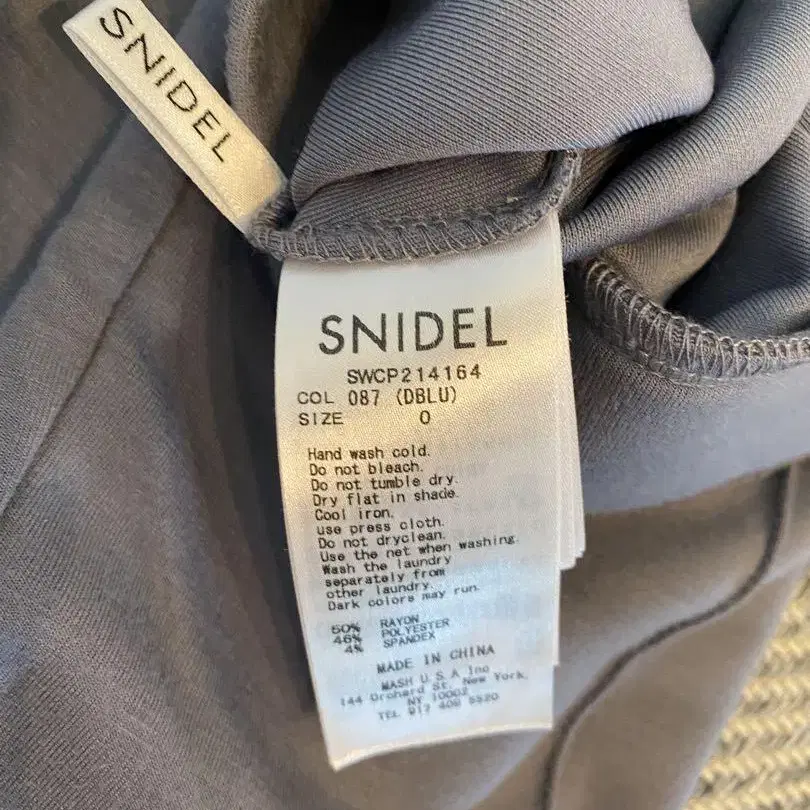 SNIDEL
SNIDEL
SWCP214164
COL 087 (DBLU)
SIZE 0
Hand wash cold.
Do not bleach.
Do not tumble dry.
Dry flat in shade.
Cool iron.
use press cloth.
Do not dryclean.
Use the net when washing.
Wash the laundry
separately from
other laundry.
Dark colors may run.
50% RAYON
46% POLYESTER
4% SPANDEX
MADE IN CHINA
MASH U.S.A Inc
144 Orchard St. New York,
NY 10002
TEL